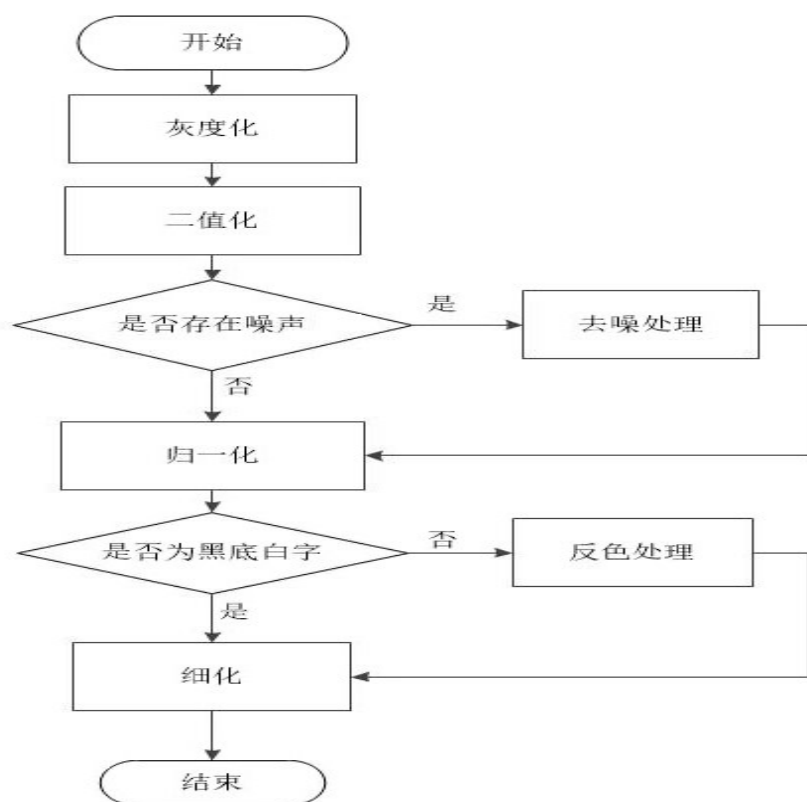 开始
灰度化
二值化
是否存在噪声
是
去噪处理
否
归一化
是否为黑底白字
否
反色处理
是
细化
结束